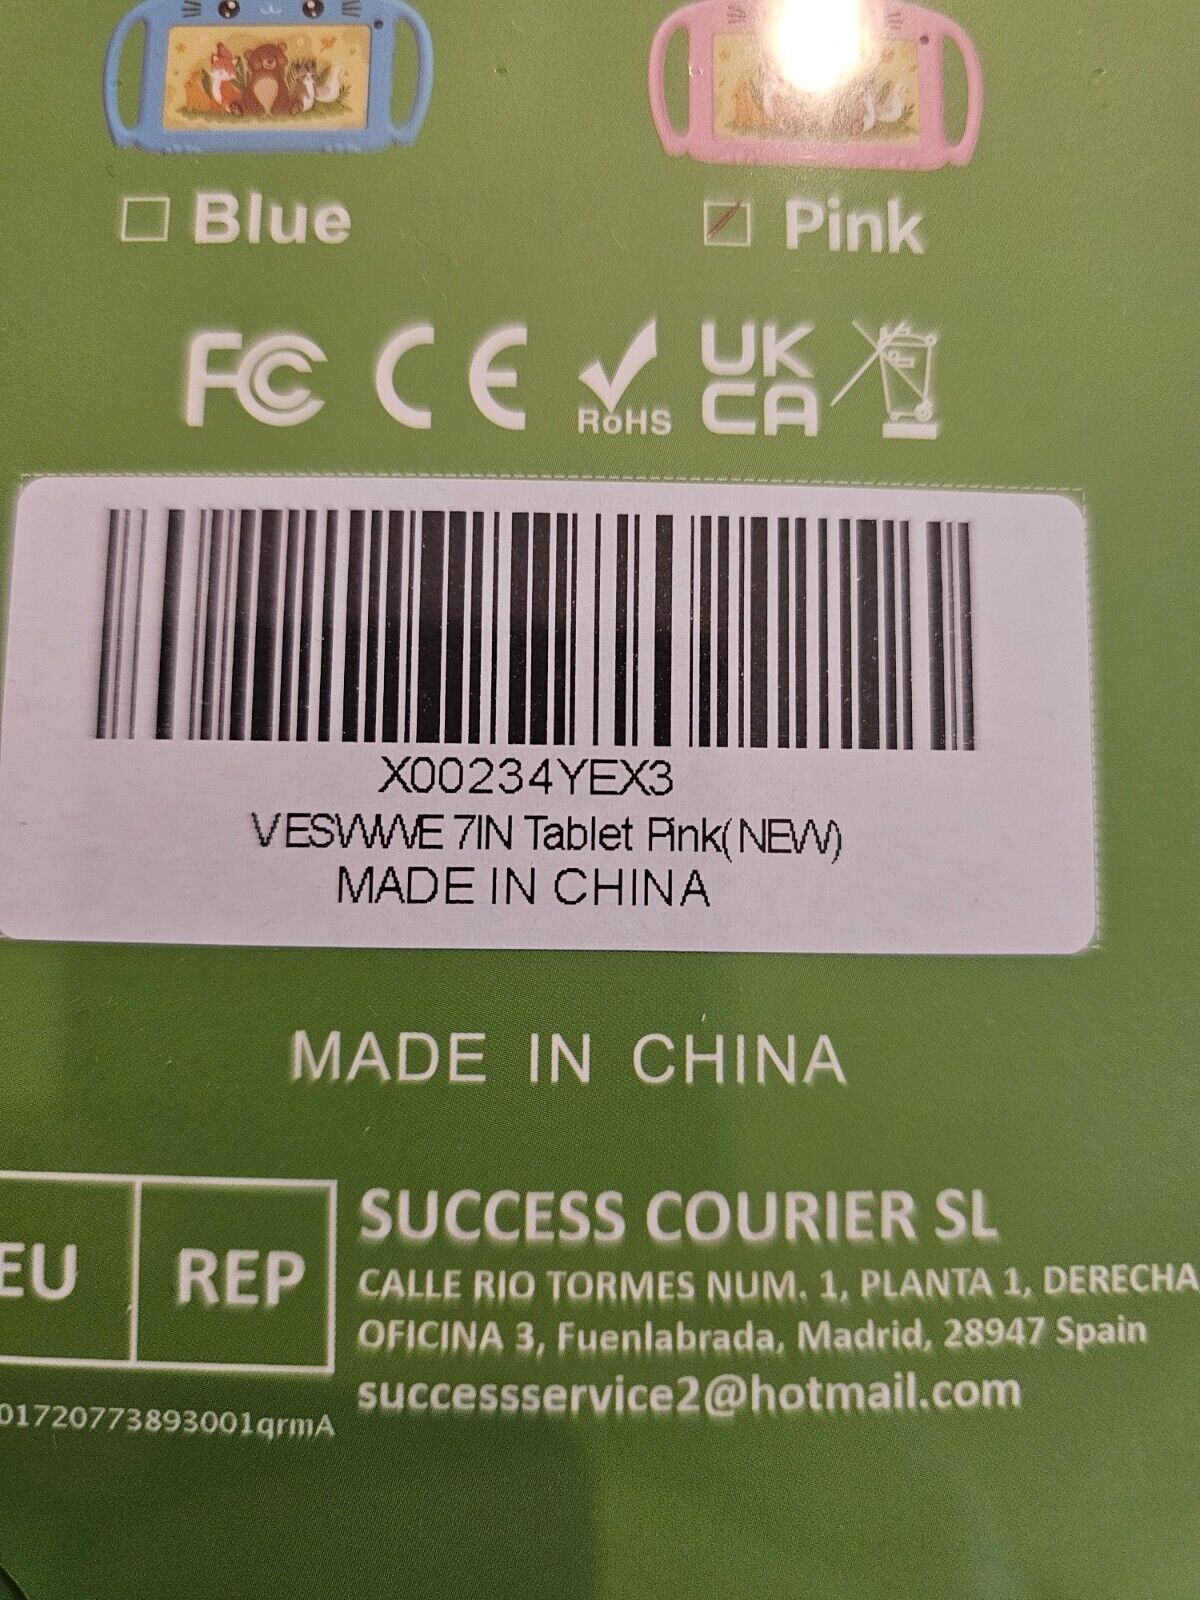 Blue
Pink
FC CE RoHS UK
CA
X00234YEX3
VESWWE 7IN Tablet Pink(NEW)
MADE IN CHINA
MADE IN CHINA
EU REP
SUCCESS COURIER SL
CALLE RIO TORMES NUM. 1, PLANTA 1, DERECHA
OFICINA 3, Fuenlabrada, Madrid, 28947 Spain
successservice2@hotmail.com
01720773893001qrmA